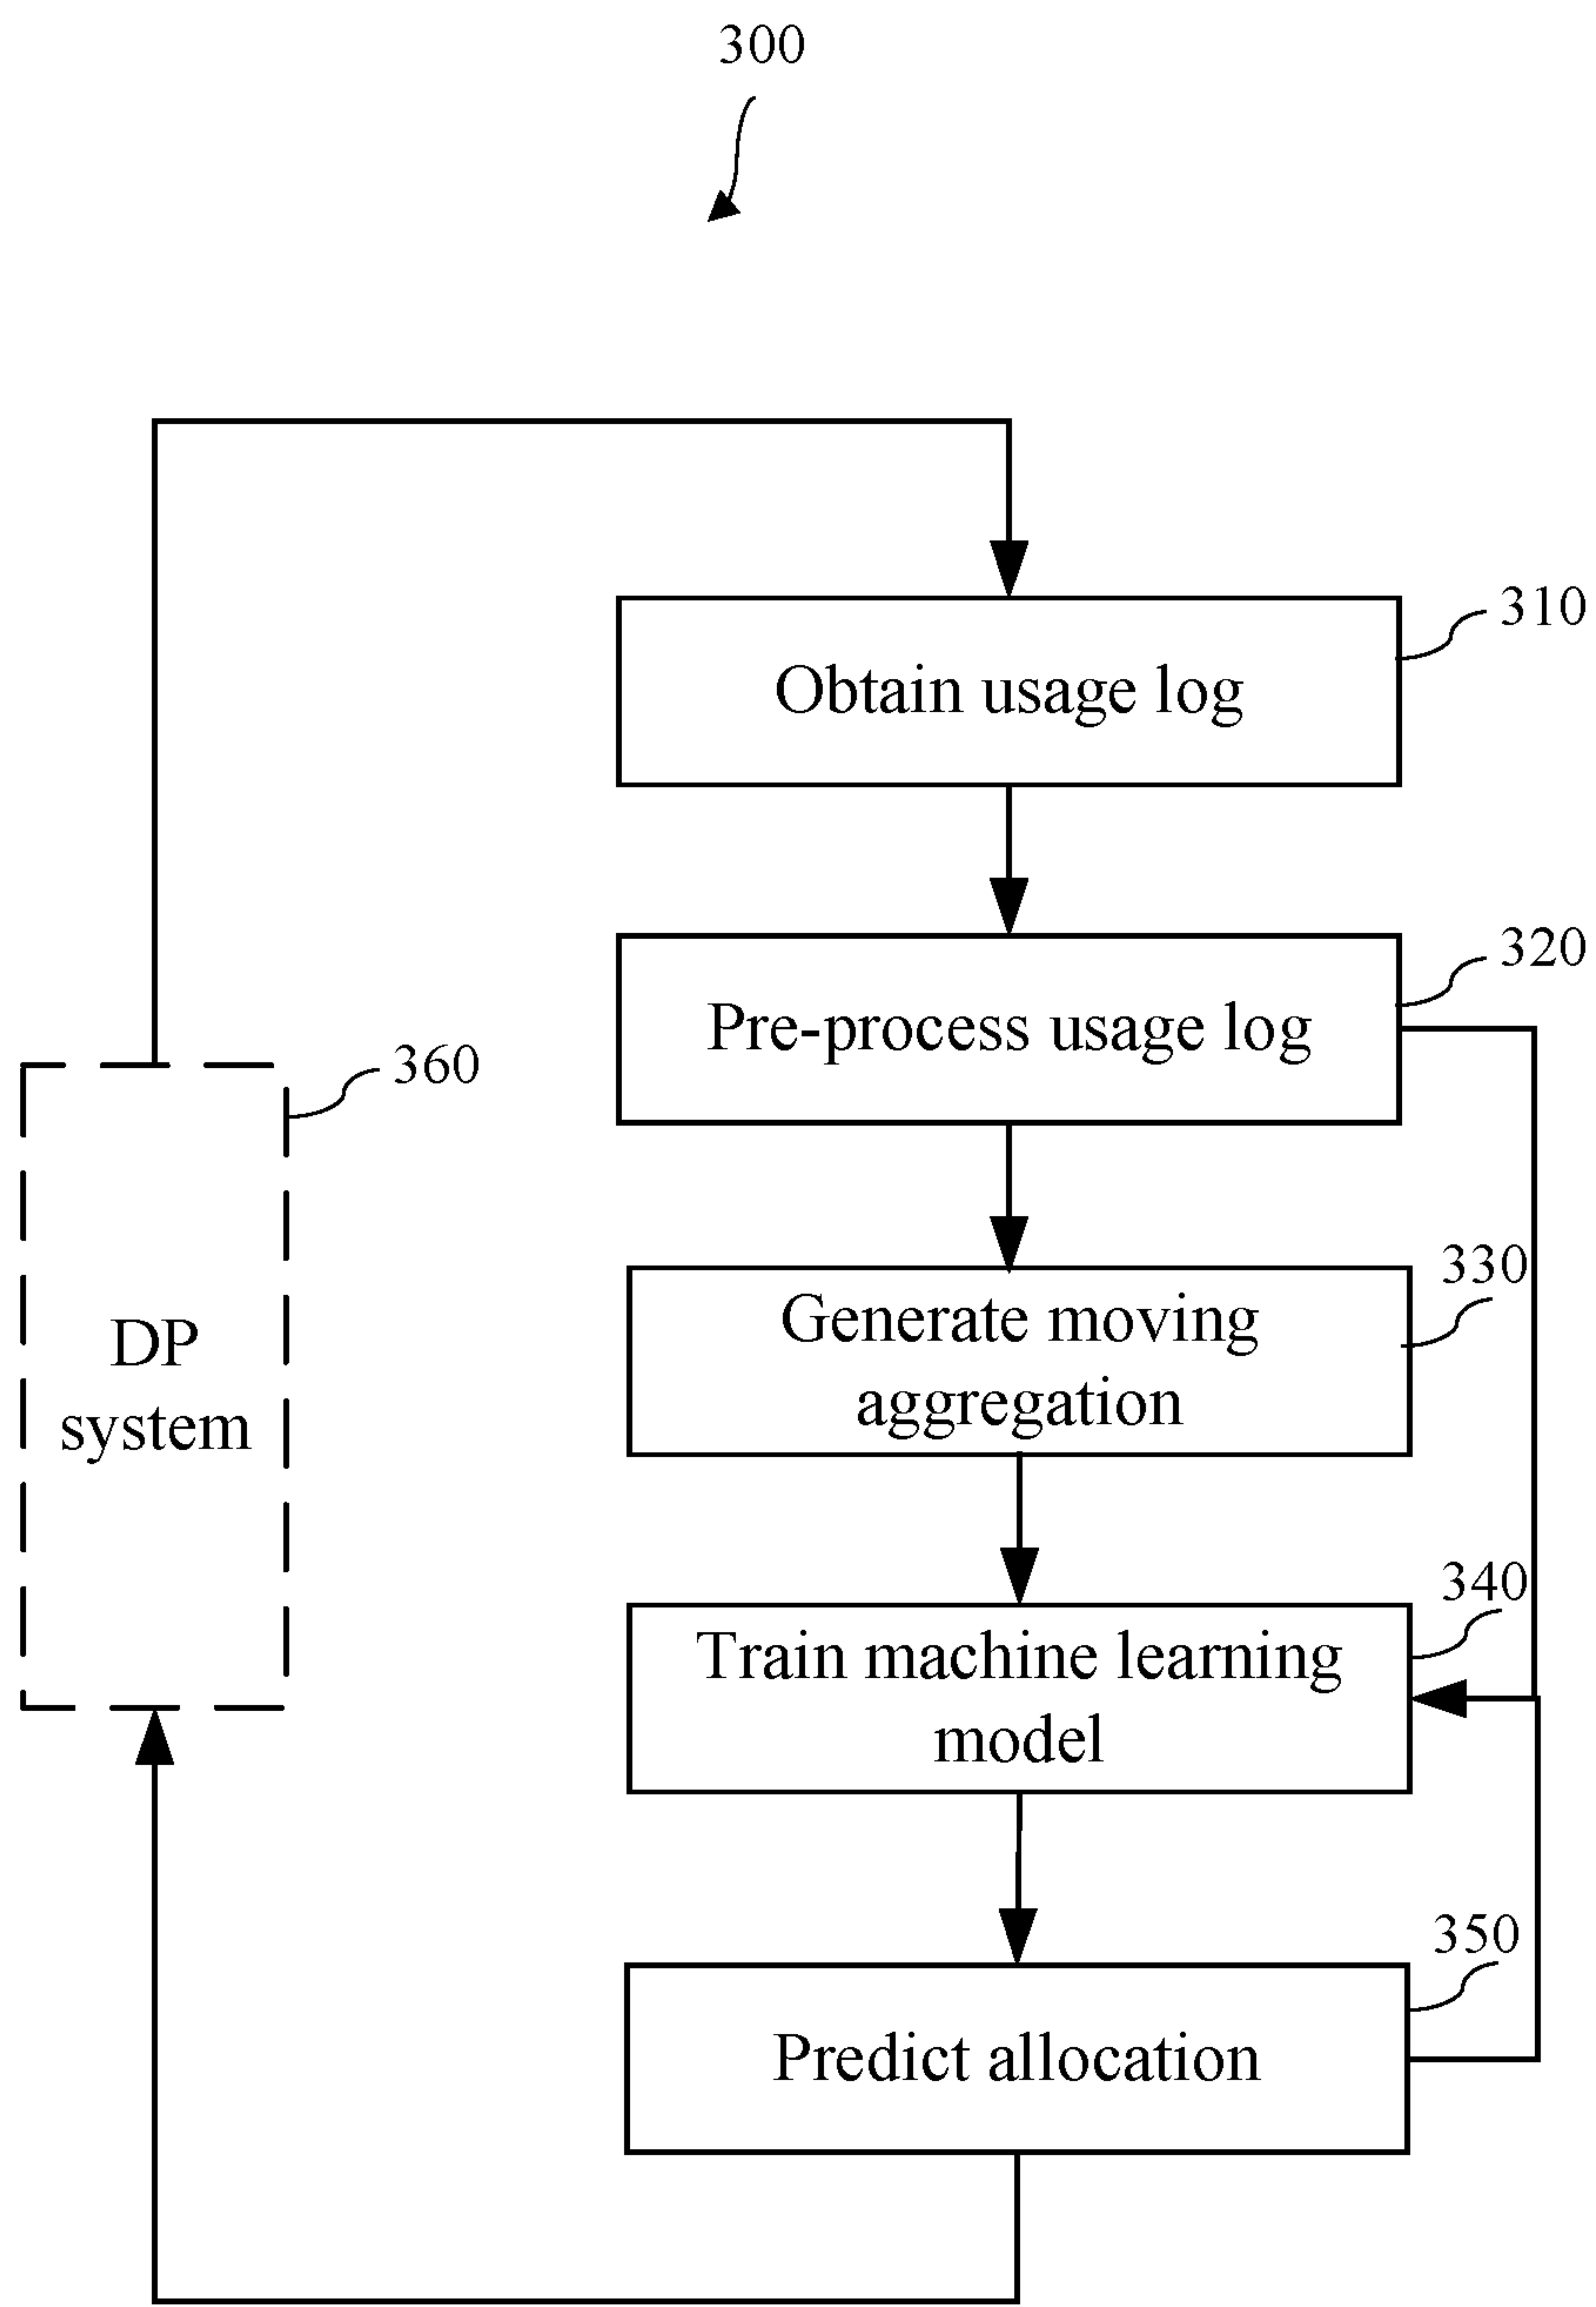 300
310
Obtain usage log
320
Pre-process usage log
360
330
Generate moving
aggregation
DP
system
340
Train machine learning
model
350
Predict allocation